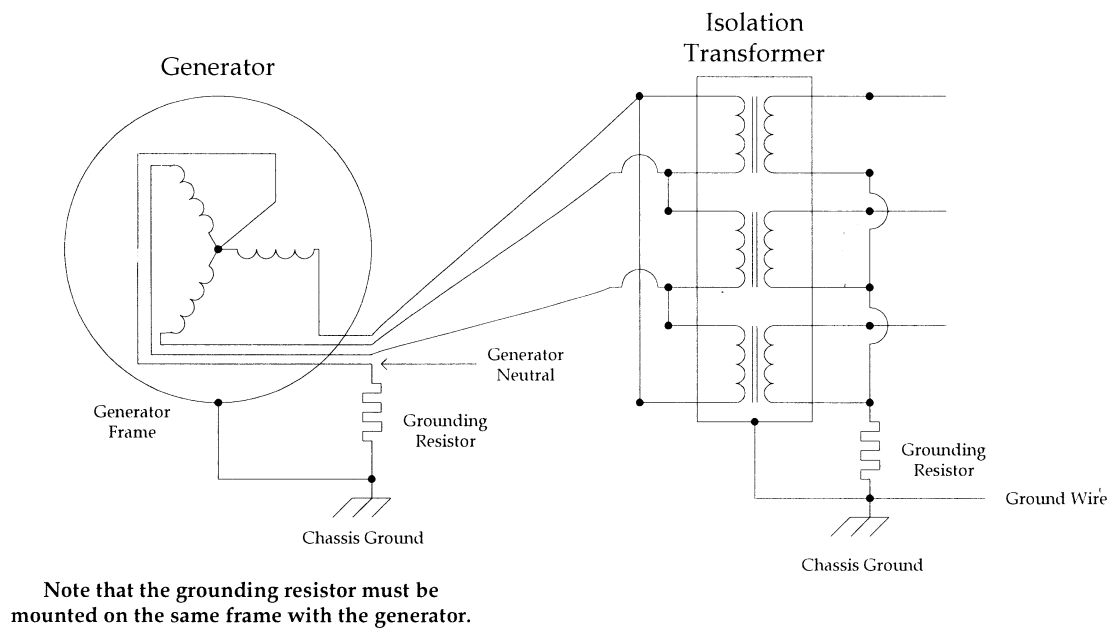 Isolation
Transformer
Generator
Generator
Neutral
Generator
Frame
Grounding
Resistor
Grounding
Resistor
Ground Wire
Chassis Ground
Chassis Ground
Note that the grounding resistor must be
mounted on the same frame with the generator.